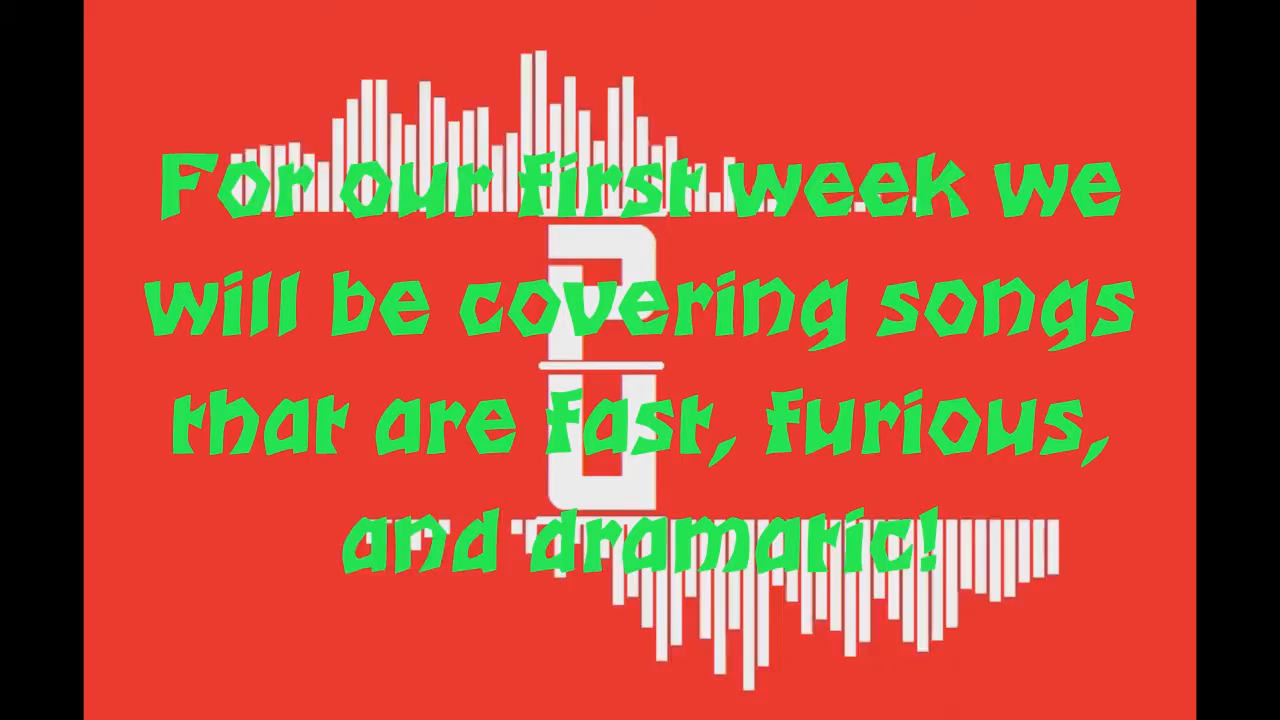 For our first week we
will be covering songs
that are fast, furious,
and dramatic!